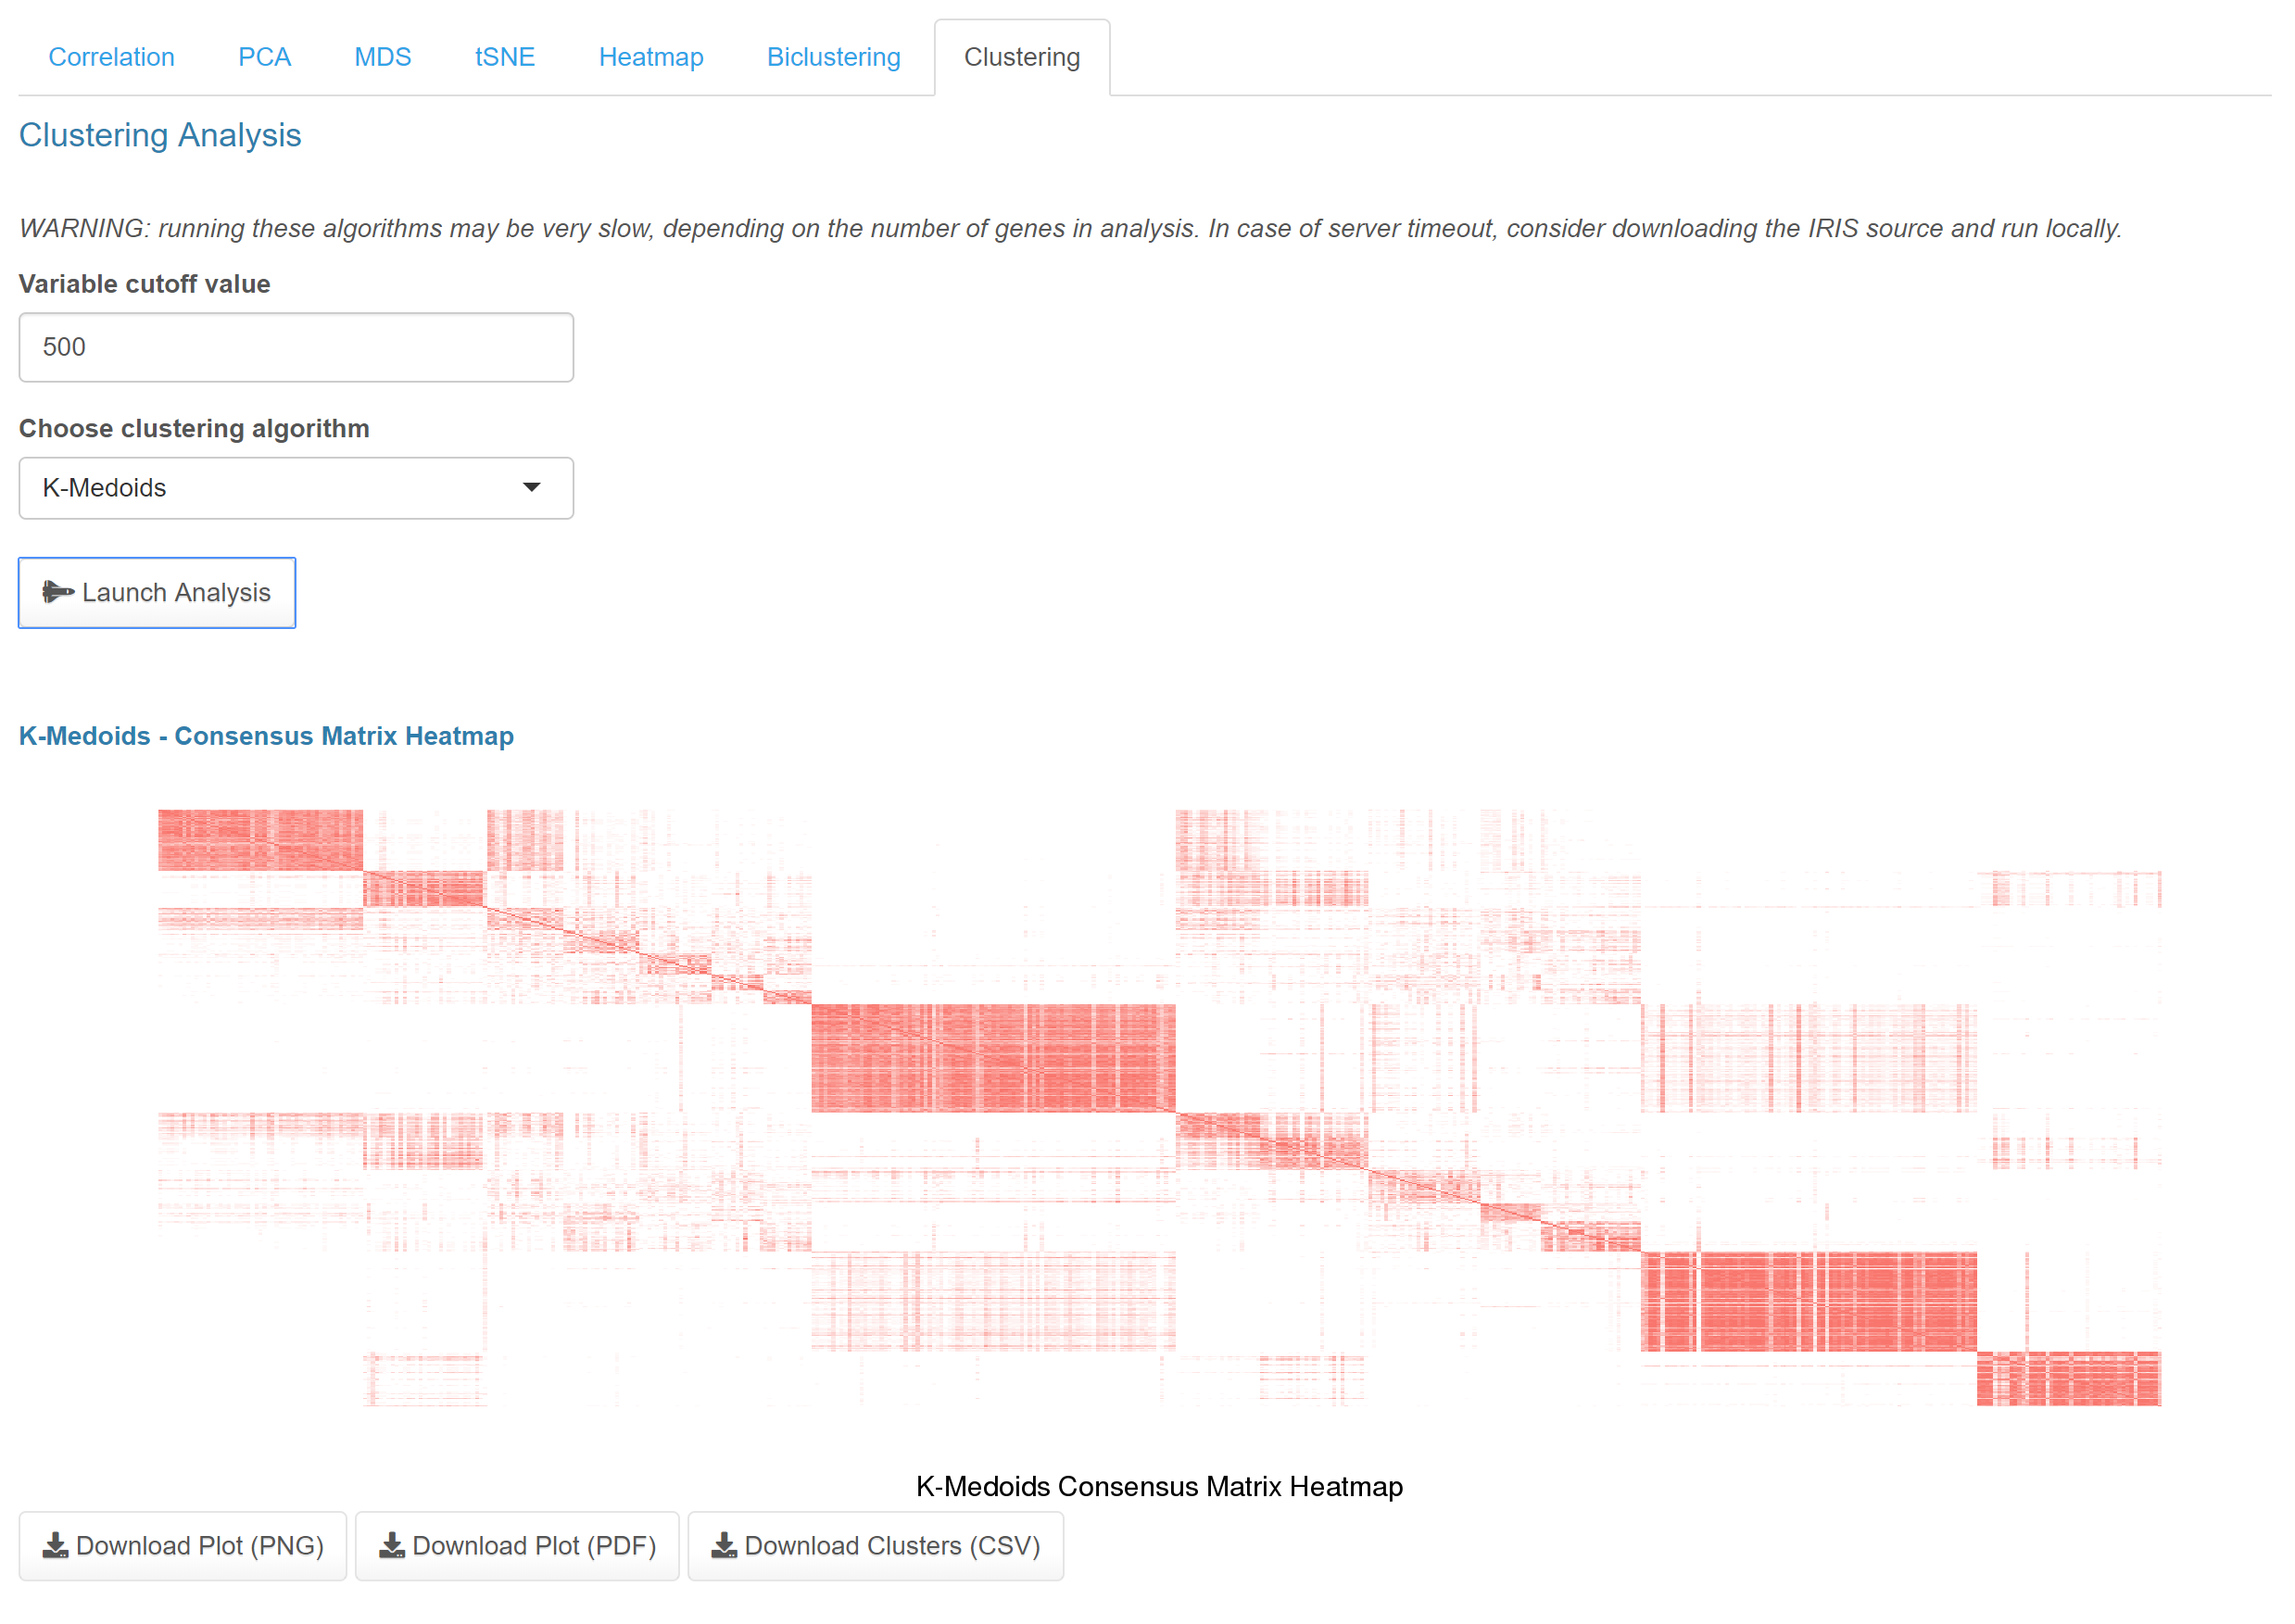 Correlation PCA MDS tSNE Heatmap Biclustering Clustering
Clustering Analysis
WARNING: running these algorithms may be very slow, depending on the number of genes in analysis. In case of server timeout, consider downloading the IRIS source and run locally.
Variable cutoff value
500
Choose clustering algorithm
K-Medoids
Launch Analysis
K-Medoids - Consensus Matrix Heatmap
K-Medoids Consensus Matrix Heatmap
Download Plot (PNG) Download Plot (PDF) Download Clusters (CSV)